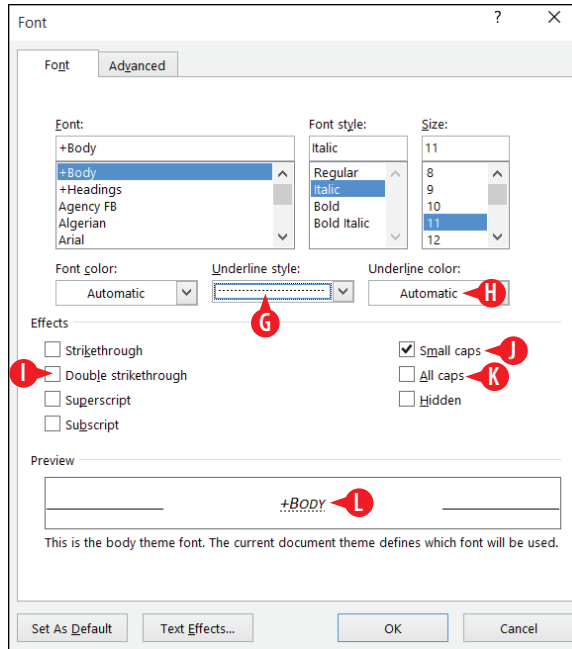 Font ? ×
Font Advanced
Font: Font style: Size:
+Body Italic 11
+Body Regular 8
+Headings Italic 9
Agency FB Bold 10
Algerian Bold Italic 11
Arial 12
Font color: Underline style: Underline color:
Automatic Automatic H
G
Effects
Strikethrough Small caps J
I Double strikethrough All caps K
Superscript Hidden
Subscript
Preview
+BODY L
This is the body theme font. The current document theme defines which font will be used.
Set As Default Text Effects... OK Cancel